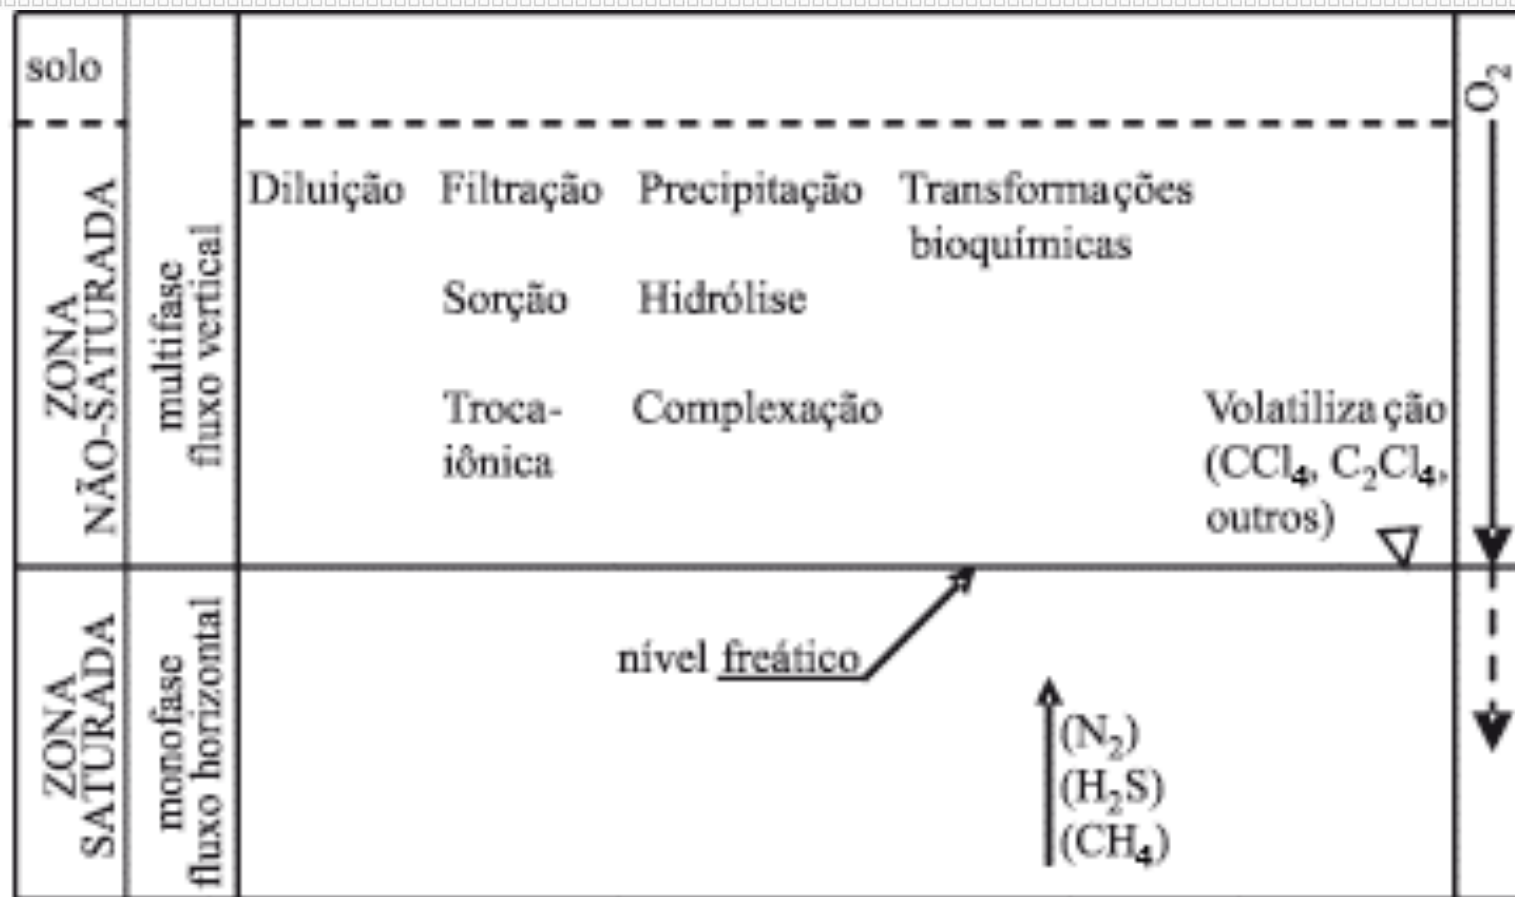 solo
O₂
ZONA
NÃO-SATURADA
multifase
fluxo vertical
Diluição Filtração Precipitação Transformações
bioquímicas
Sorção Hidrólise
Troca- Complexação Volatilização
iônica (CCl₄, C₂Cl₄,
outros)
nível freático
ZONA
SATURADA
monofase
fluxo horizontal
(N₂)
(H₂S)
(CH₄)